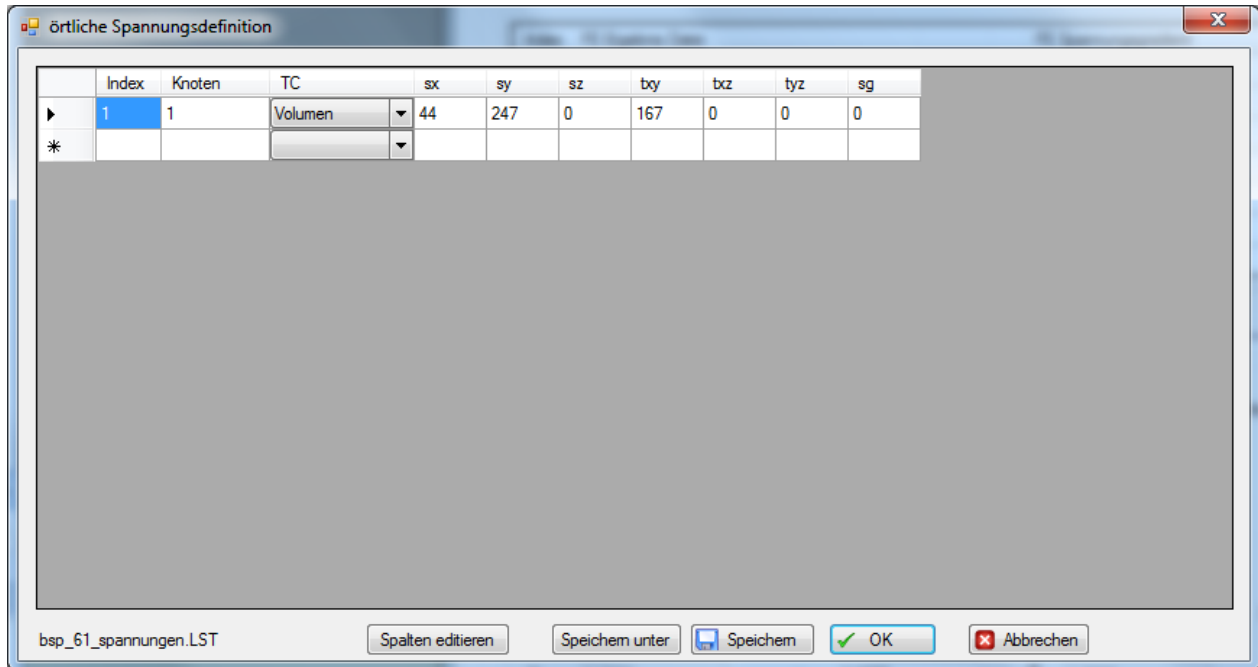 örtliche Spannungsdefinition
Index Knoten TC sx sy sz txy txz tyz sg
1 1 Volumen 44 247 0 167 0 0 0
bsp_61_spannungen.LST Spalten editieren Speichern unter Speichern OK Abbrechen